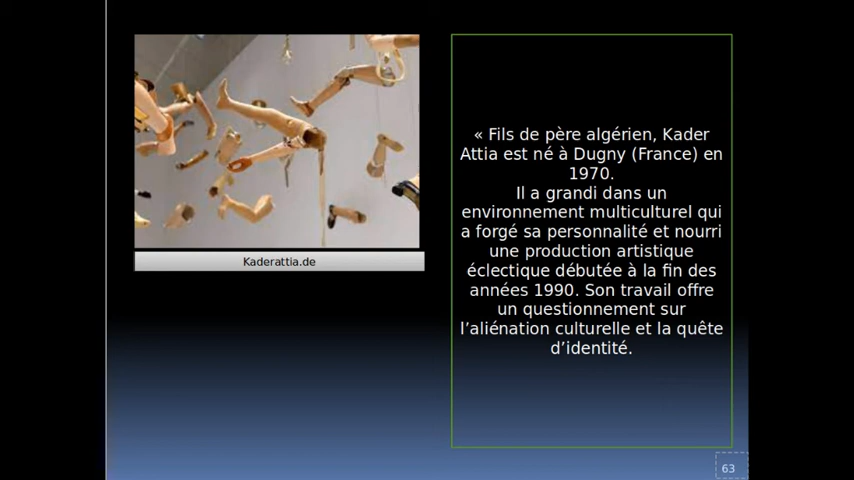 Kaderattia.de
« Fils de père algérien, Kader
Attia est né à Dugny (France) en
1970.
Il a grandi dans un
environnement multiculturel qui
a forgé sa personnalité et nourri
une production artistique
éclectique débutée à la fin des
années 1990. Son travail offre
un questionnement sur
l’aliénation culturelle et la quête
d’identité.
63